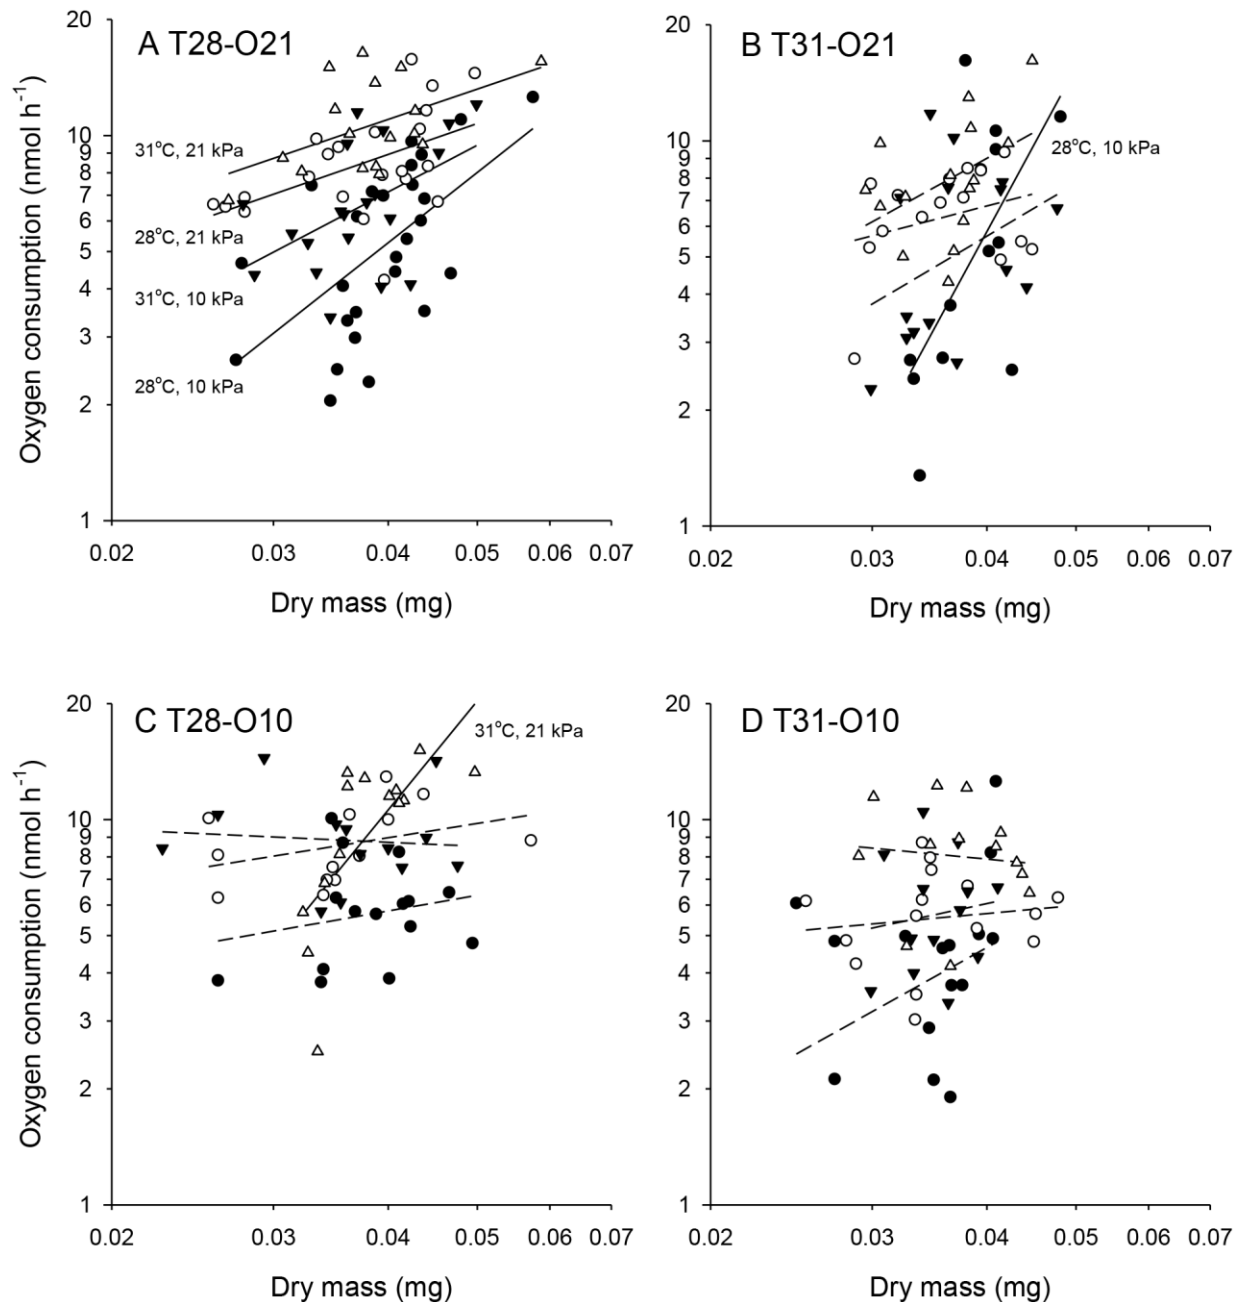 A T28-O21
Oxygen consumption (nmol h⁻¹)
20
10
9
8
7
6
5
4
3
2
1
31°C, 21 kPa
28°C, 21 kPa
31°C, 10 kPa
28°C, 10 kPa
0.02 0.03 0.04 0.05 0.06 0.07
Dry mass (mg)
B T31-O21
20
10
9
8
7
6
5
4
3
2
1
28°C, 10 kPa
0.02 0.03 0.04 0.05 0.06 0.07
Dry mass (mg)
C T28-O10
Oxygen consumption (nmol h⁻¹)
20
10
9
8
7
6
5
4
3
2
1
31°C, 21 kPa
0.02 0.03 0.04 0.05 0.06 0.07
Dry mass (mg)
D T31-O10
20
10
9
8
7
6
5
4
3
2
1
0.02 0.03 0.04 0.05 0.06 0.07
Dry mass (mg)